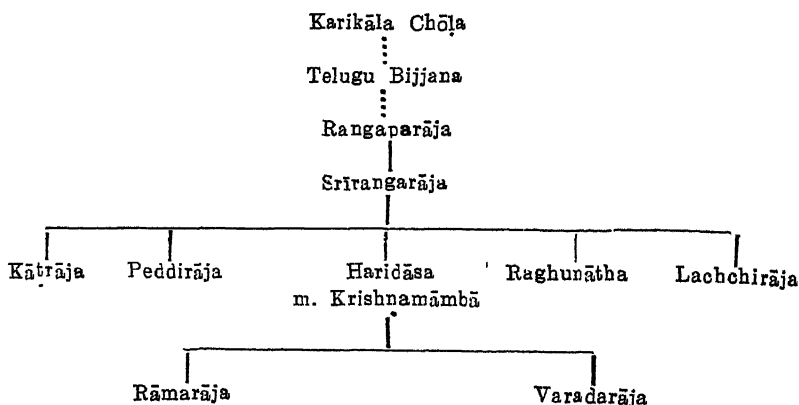 Karikāla Chōḷa
Telugu Bijjana
Rangaparāja
Srīrangarāja
Kāṭrāja Peddirāja Haridāsa Raghunātha Lachchirāja
m. Krishnamāmbā
Rāmarāja Varadarāja